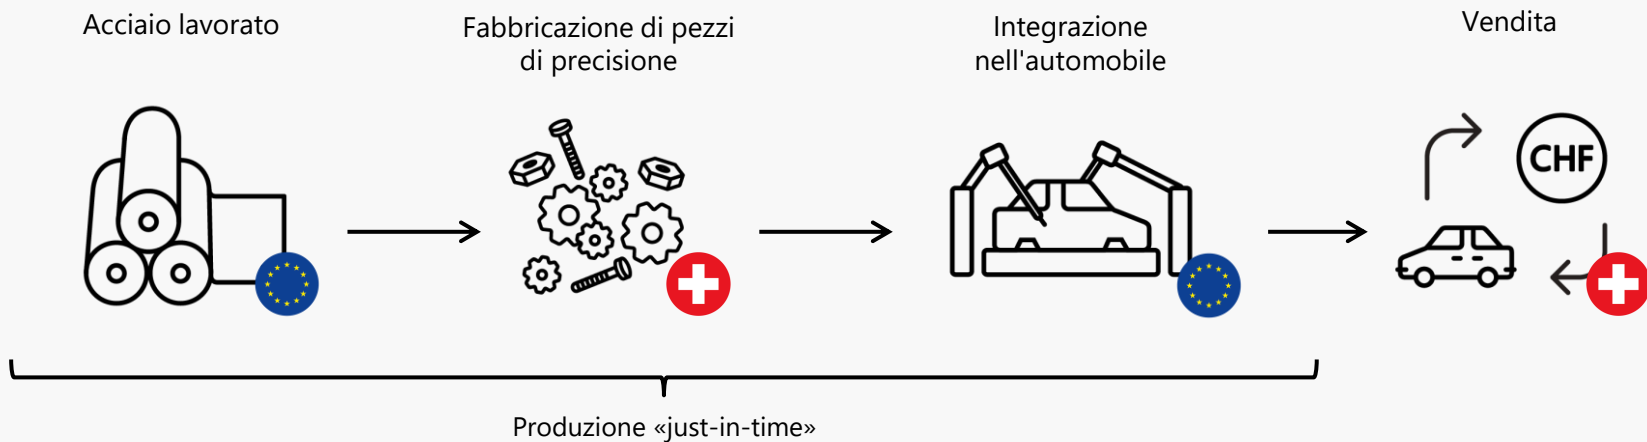 Acciaio lavorato
Fabbricazione di pezzi
di precisione
Integrazione
nell'automobile
Vendita
CHF
Produzione «just-in-time»